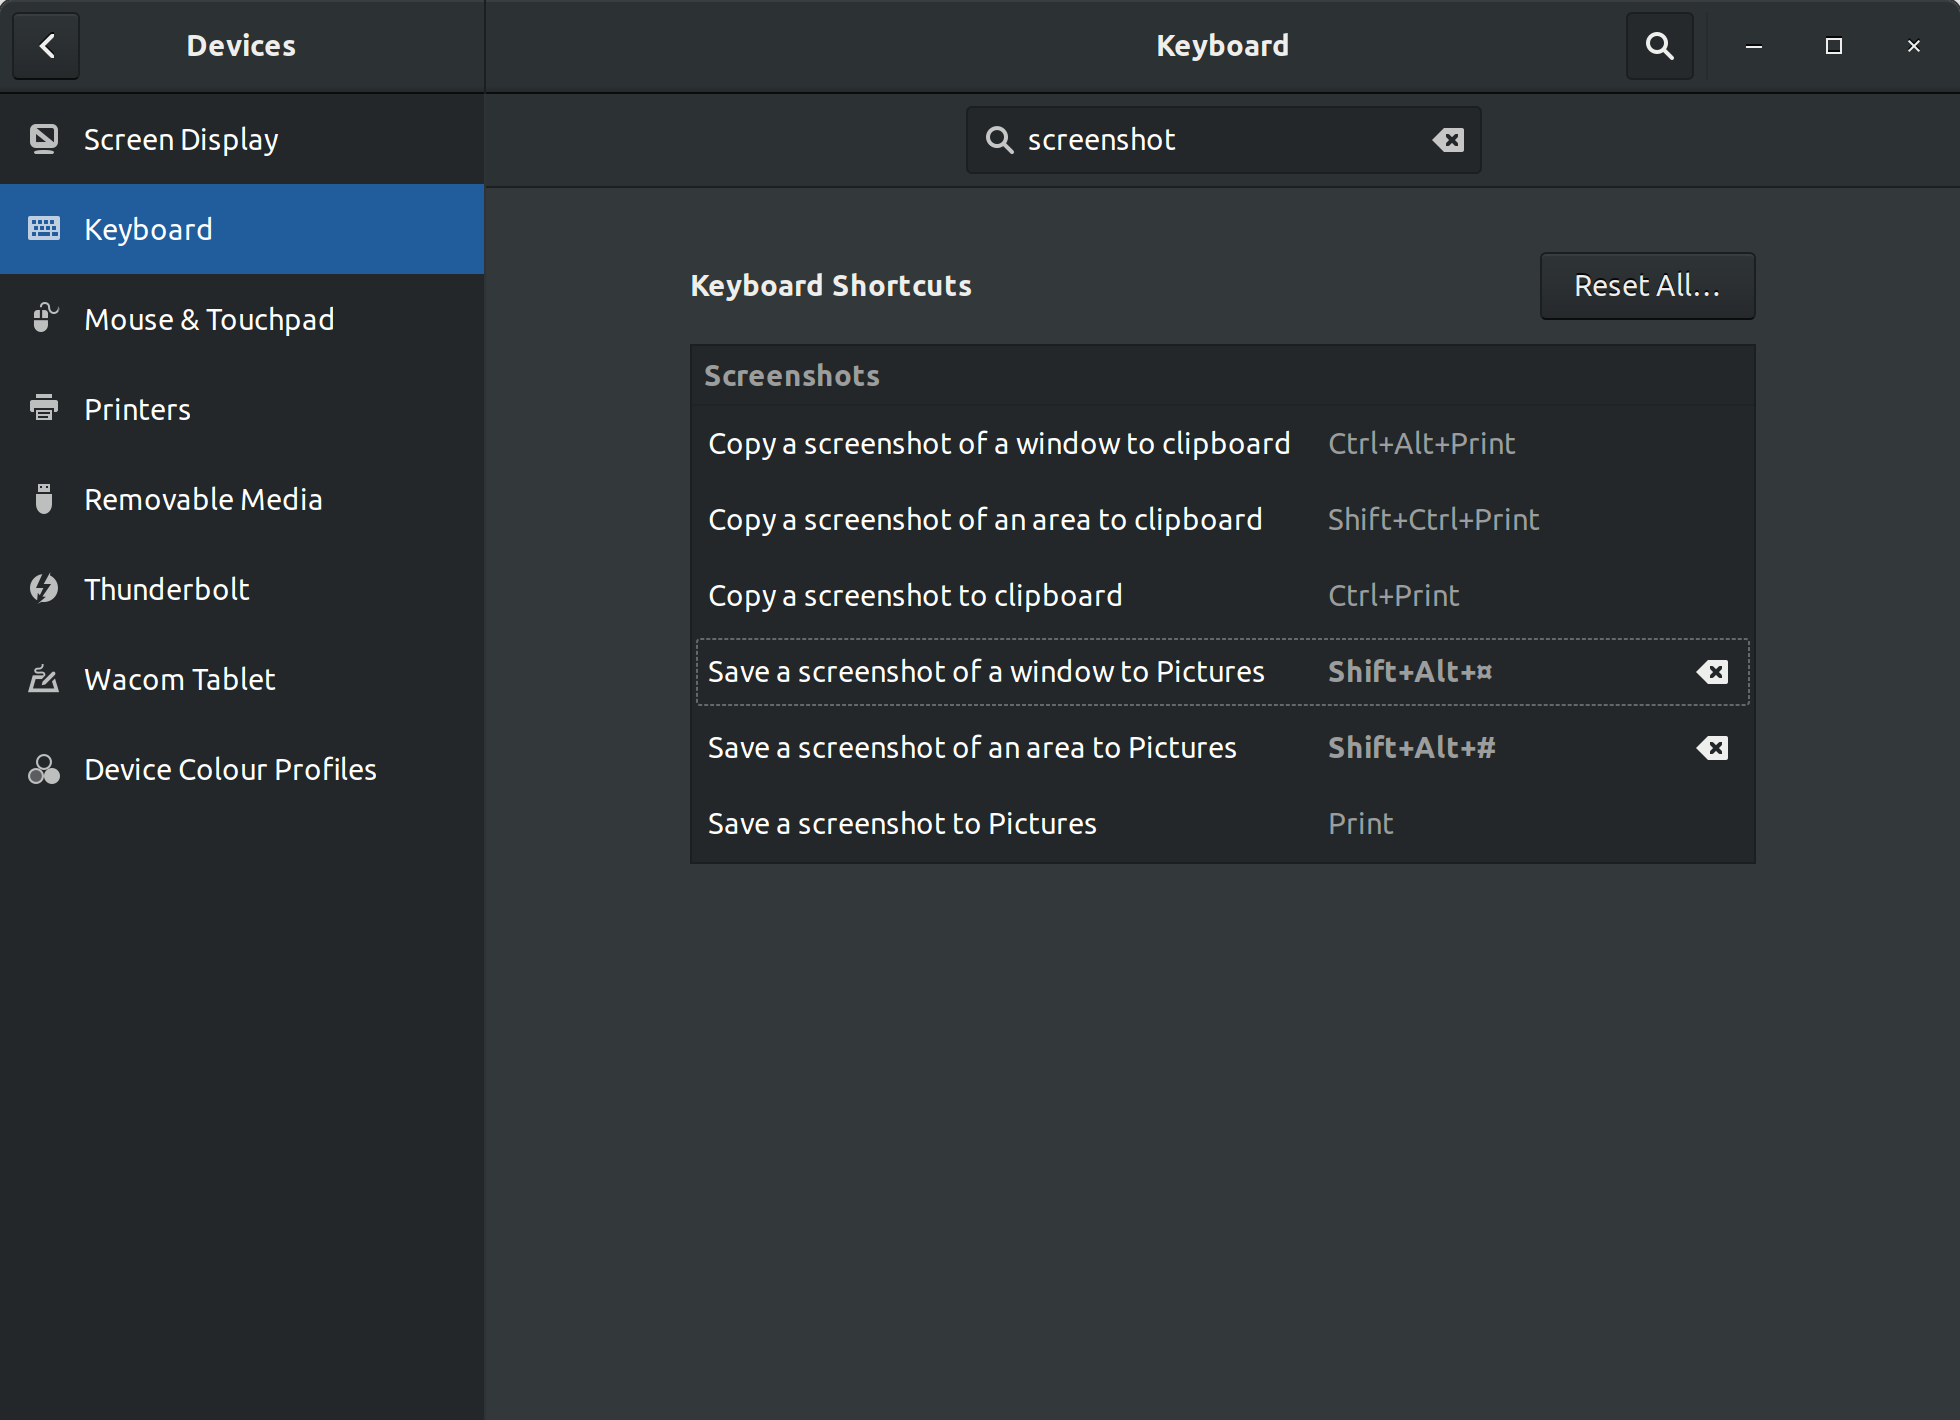 Devices
Keyboard
screenshot
Screen Display
Keyboard
Mouse & Touchpad
Printers
Removable Media
Thunderbolt
Wacom Tablet
Device Colour Profiles
Keyboard Shortcuts
Reset All...
Screenshots
Copy a screenshot of a window to clipboard Ctrl+Alt+Print
Copy a screenshot of an area to clipboard Shift+Ctrl+Print
Copy a screenshot to clipboard Ctrl+Print
Save a screenshot of a window to Pictures Shift+Alt+¤
Save a screenshot of an area to Pictures Shift+Alt+#
Save a screenshot to Pictures Print